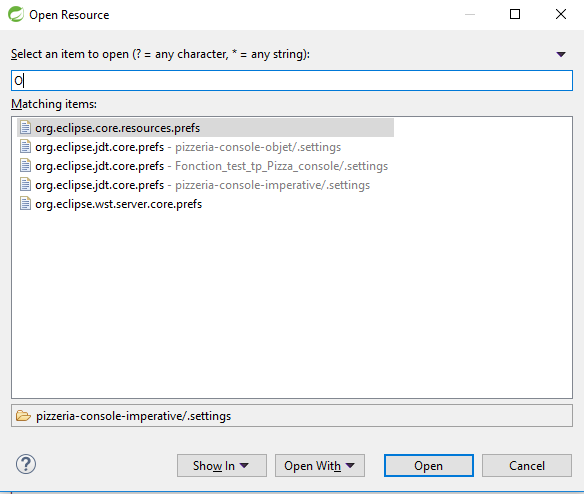 Open Resource
Select an item to open (? = any character, * = any string):
O
Matching items:
org.eclipse.core.resources.prefs
org.eclipse.jdt.core.prefs - pizzeria-console-objet/.settings
org.eclipse.jdt.core.prefs - Fonction_test_tp_Pizza_console/.settings
org.eclipse.jdt.core.prefs - pizzeria-console-imperative/.settings
org.eclipse.wst.server.core.prefs
pizzeria-console-imperative/.settings
? Show In Open With Open Cancel